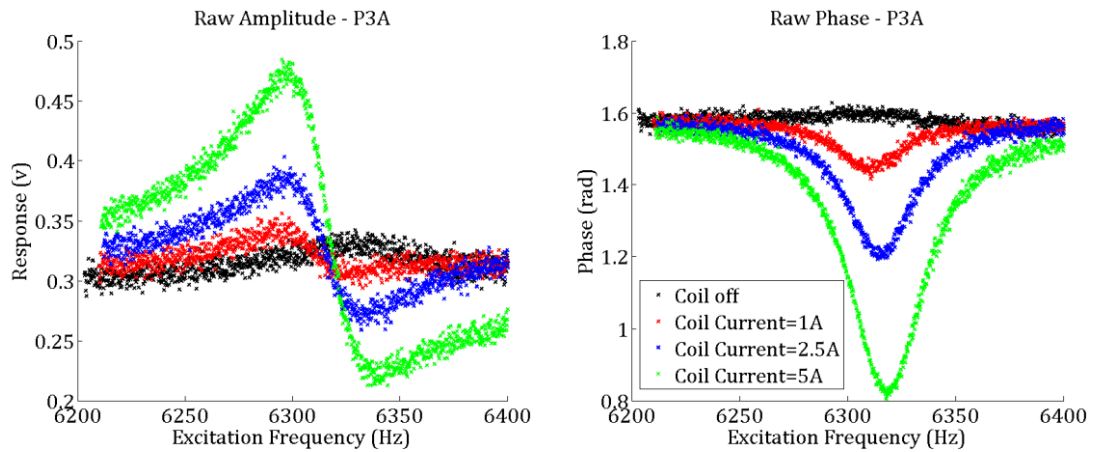 Raw Amplitude - P3A
0.5
0.45
0.4
0.35
0.3
0.25
0.2
Response (v)
6200
6250
6300
6350
6400
Excitation Frequency (Hz)
Raw Phase - P3A
1.8
1.6
1.4
1.2
1
0.8
Phase (rad)
Coil off
Coil Current=1A
Coil Current=2.5A
Coil Current=5A
6200
6250
6300
6350
6400
Excitation Frequency (Hz)